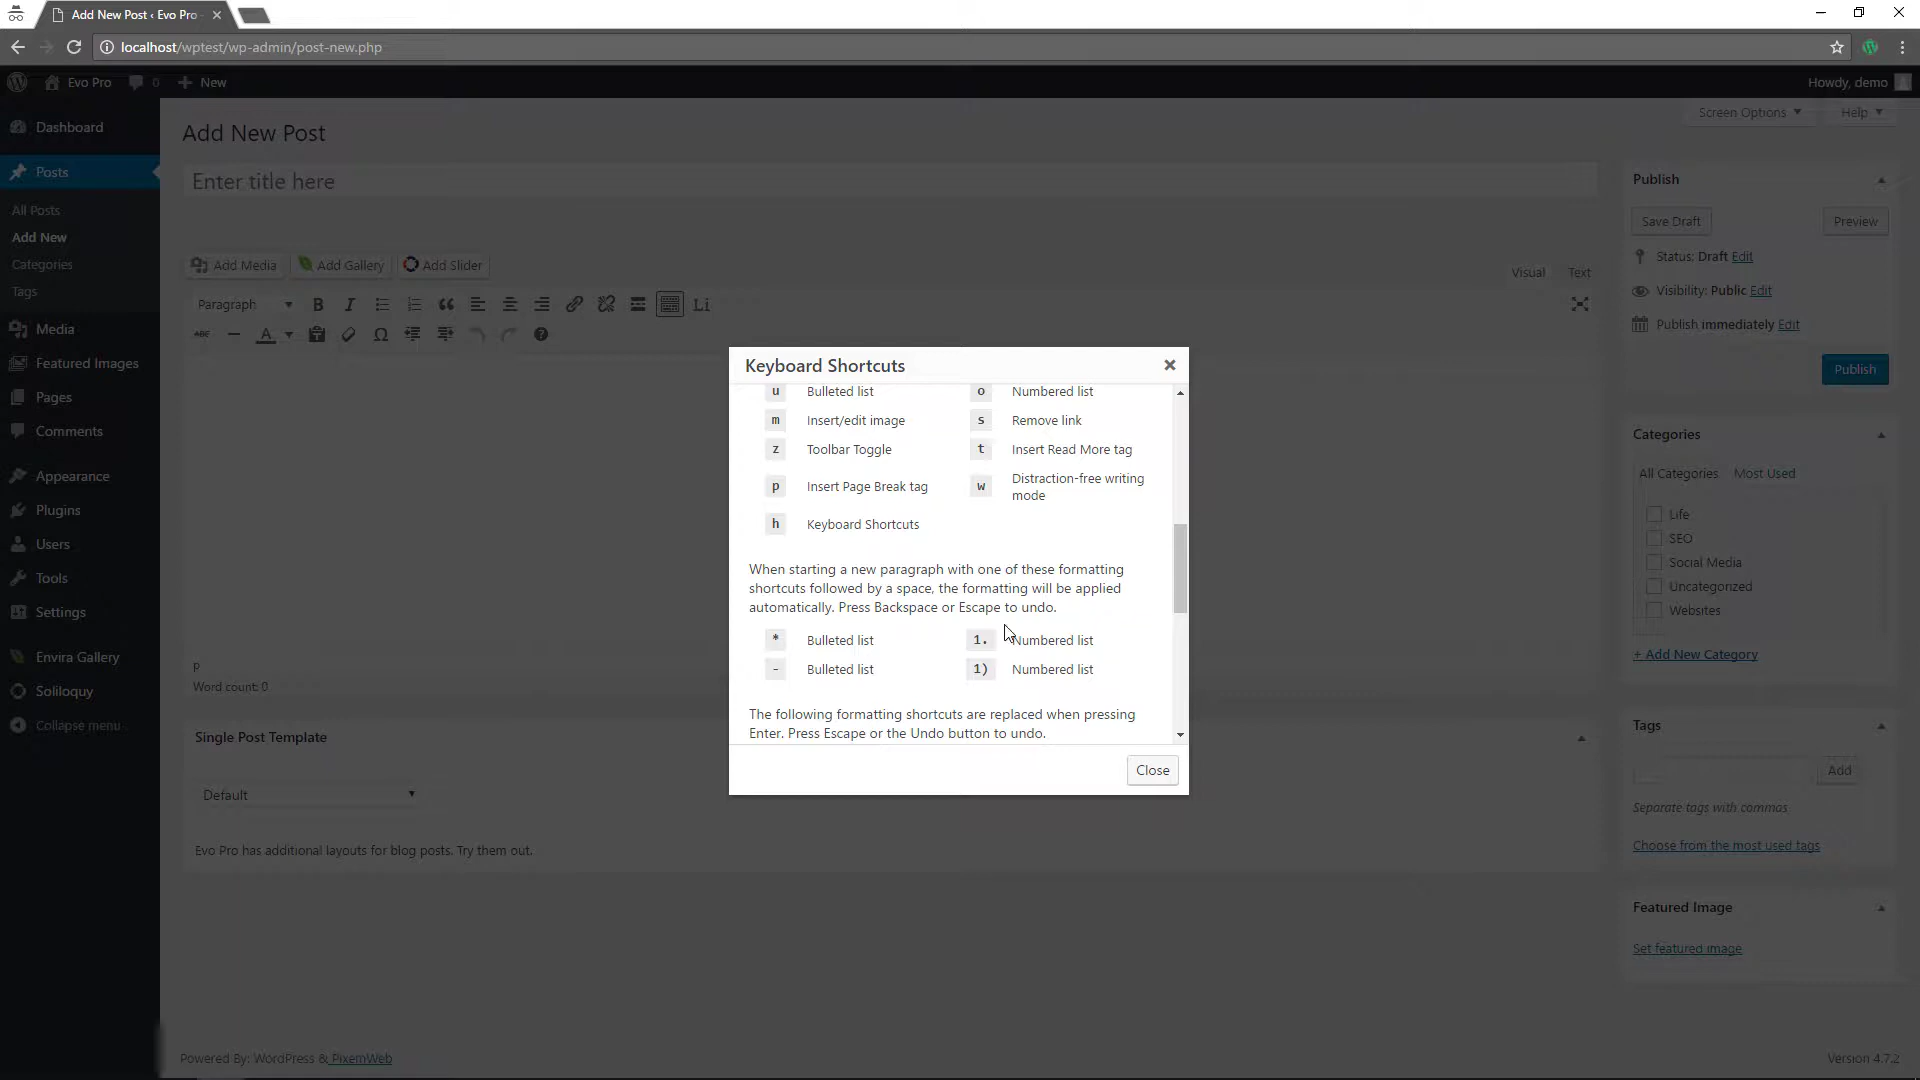 Add New Post ‹ Evo Pro
localhost/wptest/wp-admin/post-new.php
Evo Pro 0 New Howdy, demo
Screen Options Help
Dashboard
Posts
All Posts
Add New
Categories
Tags
Media
Featured Images
Pages
Comments
Appearance
Plugins
Users
Tools
Settings
Envira Gallery
Soliloquy
Collapse menu
Add New Post
Enter title here
Add Media Add Gallery Add Slider
Visual Text
Paragraph B I Li
ABC A Ω
p
Word count: 0
Single Post Template
Default
Evo Pro has additional layouts for blog posts. Try them out.
Keyboard Shortcuts
u Bulleted list o Numbered list
m Insert/edit image s Remove link
z Toolbar Toggle t Insert Read More tag
p Insert Page Break tag w Distraction-free writing
mode
h Keyboard Shortcuts
When starting a new paragraph with one of these formatting
shortcuts followed by a space, the formatting will be applied
automatically. Press Backspace or Escape to undo.
* Bulleted list 1. Numbered list
- Bulleted list 1) Numbered list
The following formatting shortcuts are replaced when pressing
Enter. Press Escape or the Undo button to undo.
Close
Publish
Save Draft Preview
Status: Draft Edit
Visibility: Public Edit
Publish immediately Edit
Publish
Categories
All Categories Most Used
Life
SEO
Social Media
Uncategorized
Websites
+ Add New Category
Tags
Add
Separate tags with commas
Choose from the most used tags
Featured Image
Set featured image
Powered By: WordPress & PixemWeb
Version 4.7.2